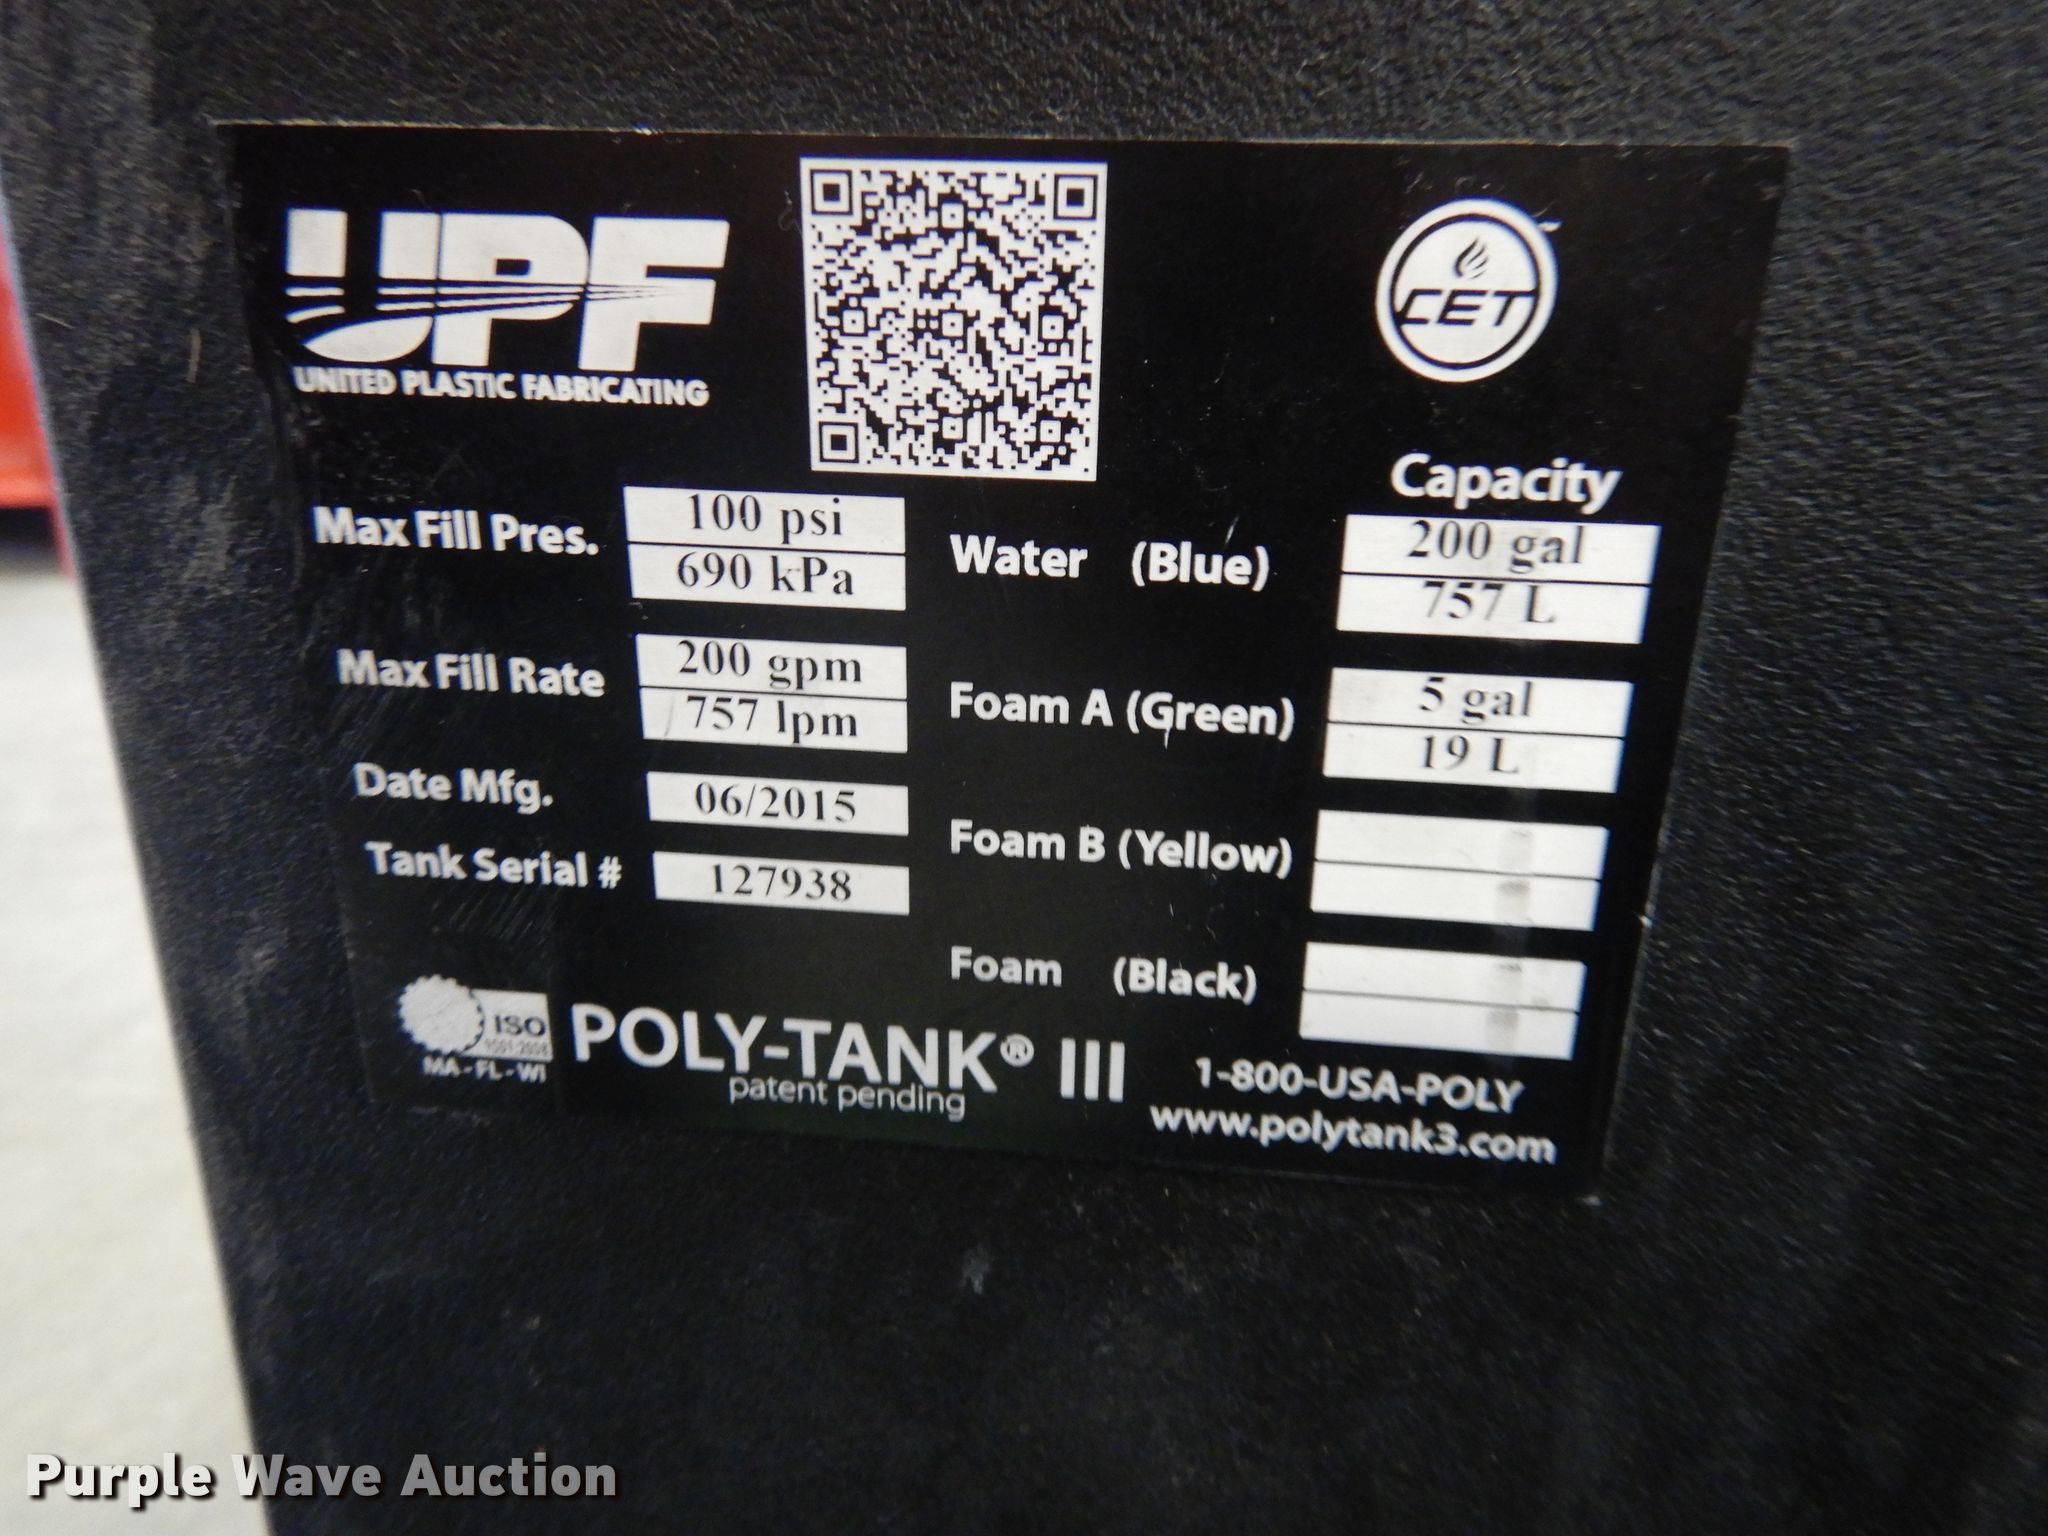 UPF
UNITED PLASTIC FABRICATING
CET
Capacity
Max Fill Pres. 100 psi
690 kPa
Water (Blue) 200 gal
757 L
Max Fill Rate 200 gpm
757 lpm
Foam A (Green) 5 gal
19 L
Date Mfg. 06/2015
Foam B (Yellow)
Tank Serial # 127938
Foam (Black)
ISO
9001:2008
MA-FL-WI
POLY-TANK® III
patent pending
1-800-USA-POLY
www.polytank3.com
Purple Wave Auction